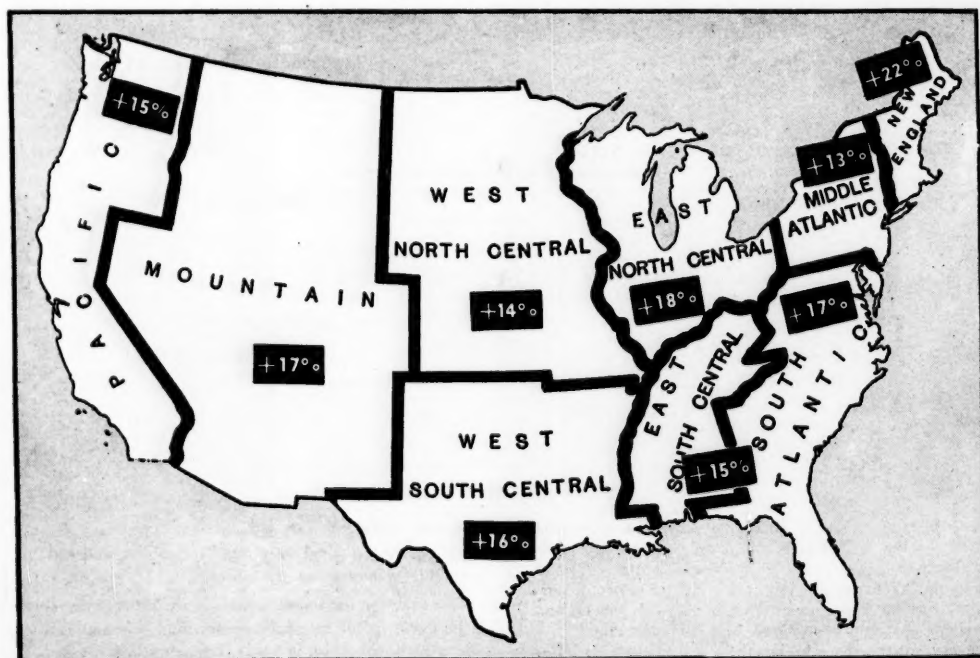 PACIFIC
+15%
MOUNTAIN
+17%
WEST
NORTH CENTRAL
+14%
WEST
SOUTH CENTRAL
+16%
EAST
NORTH CENTRAL
+18%
EAST
SOUTH CENTRAL
+15%
SOUTH
ATLANTIC
+17%
MIDDLE
ATLANTIC
+13%
NEW
ENGLAND
+22%